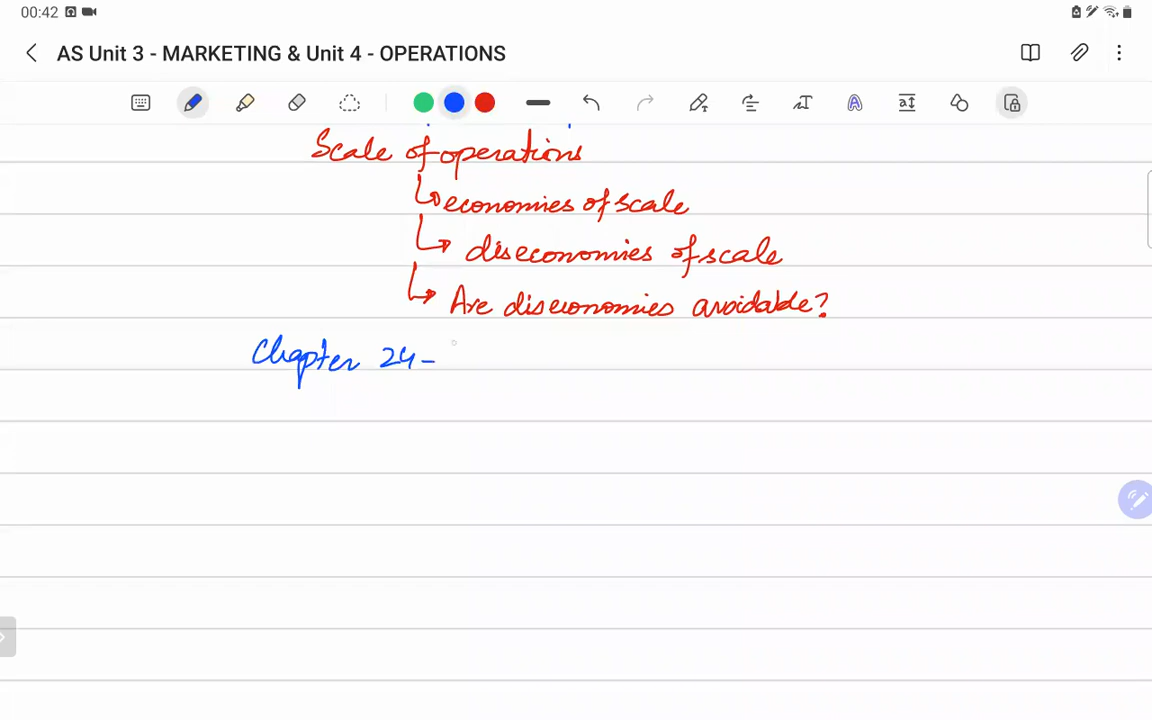 00:42
AS Unit 3 - MARKETING & Unit 4 - OPERATIONS
Scale of operations
economies of scale
diseconomies of scale
Are diseconomies avoidable?
Chapter 24 -